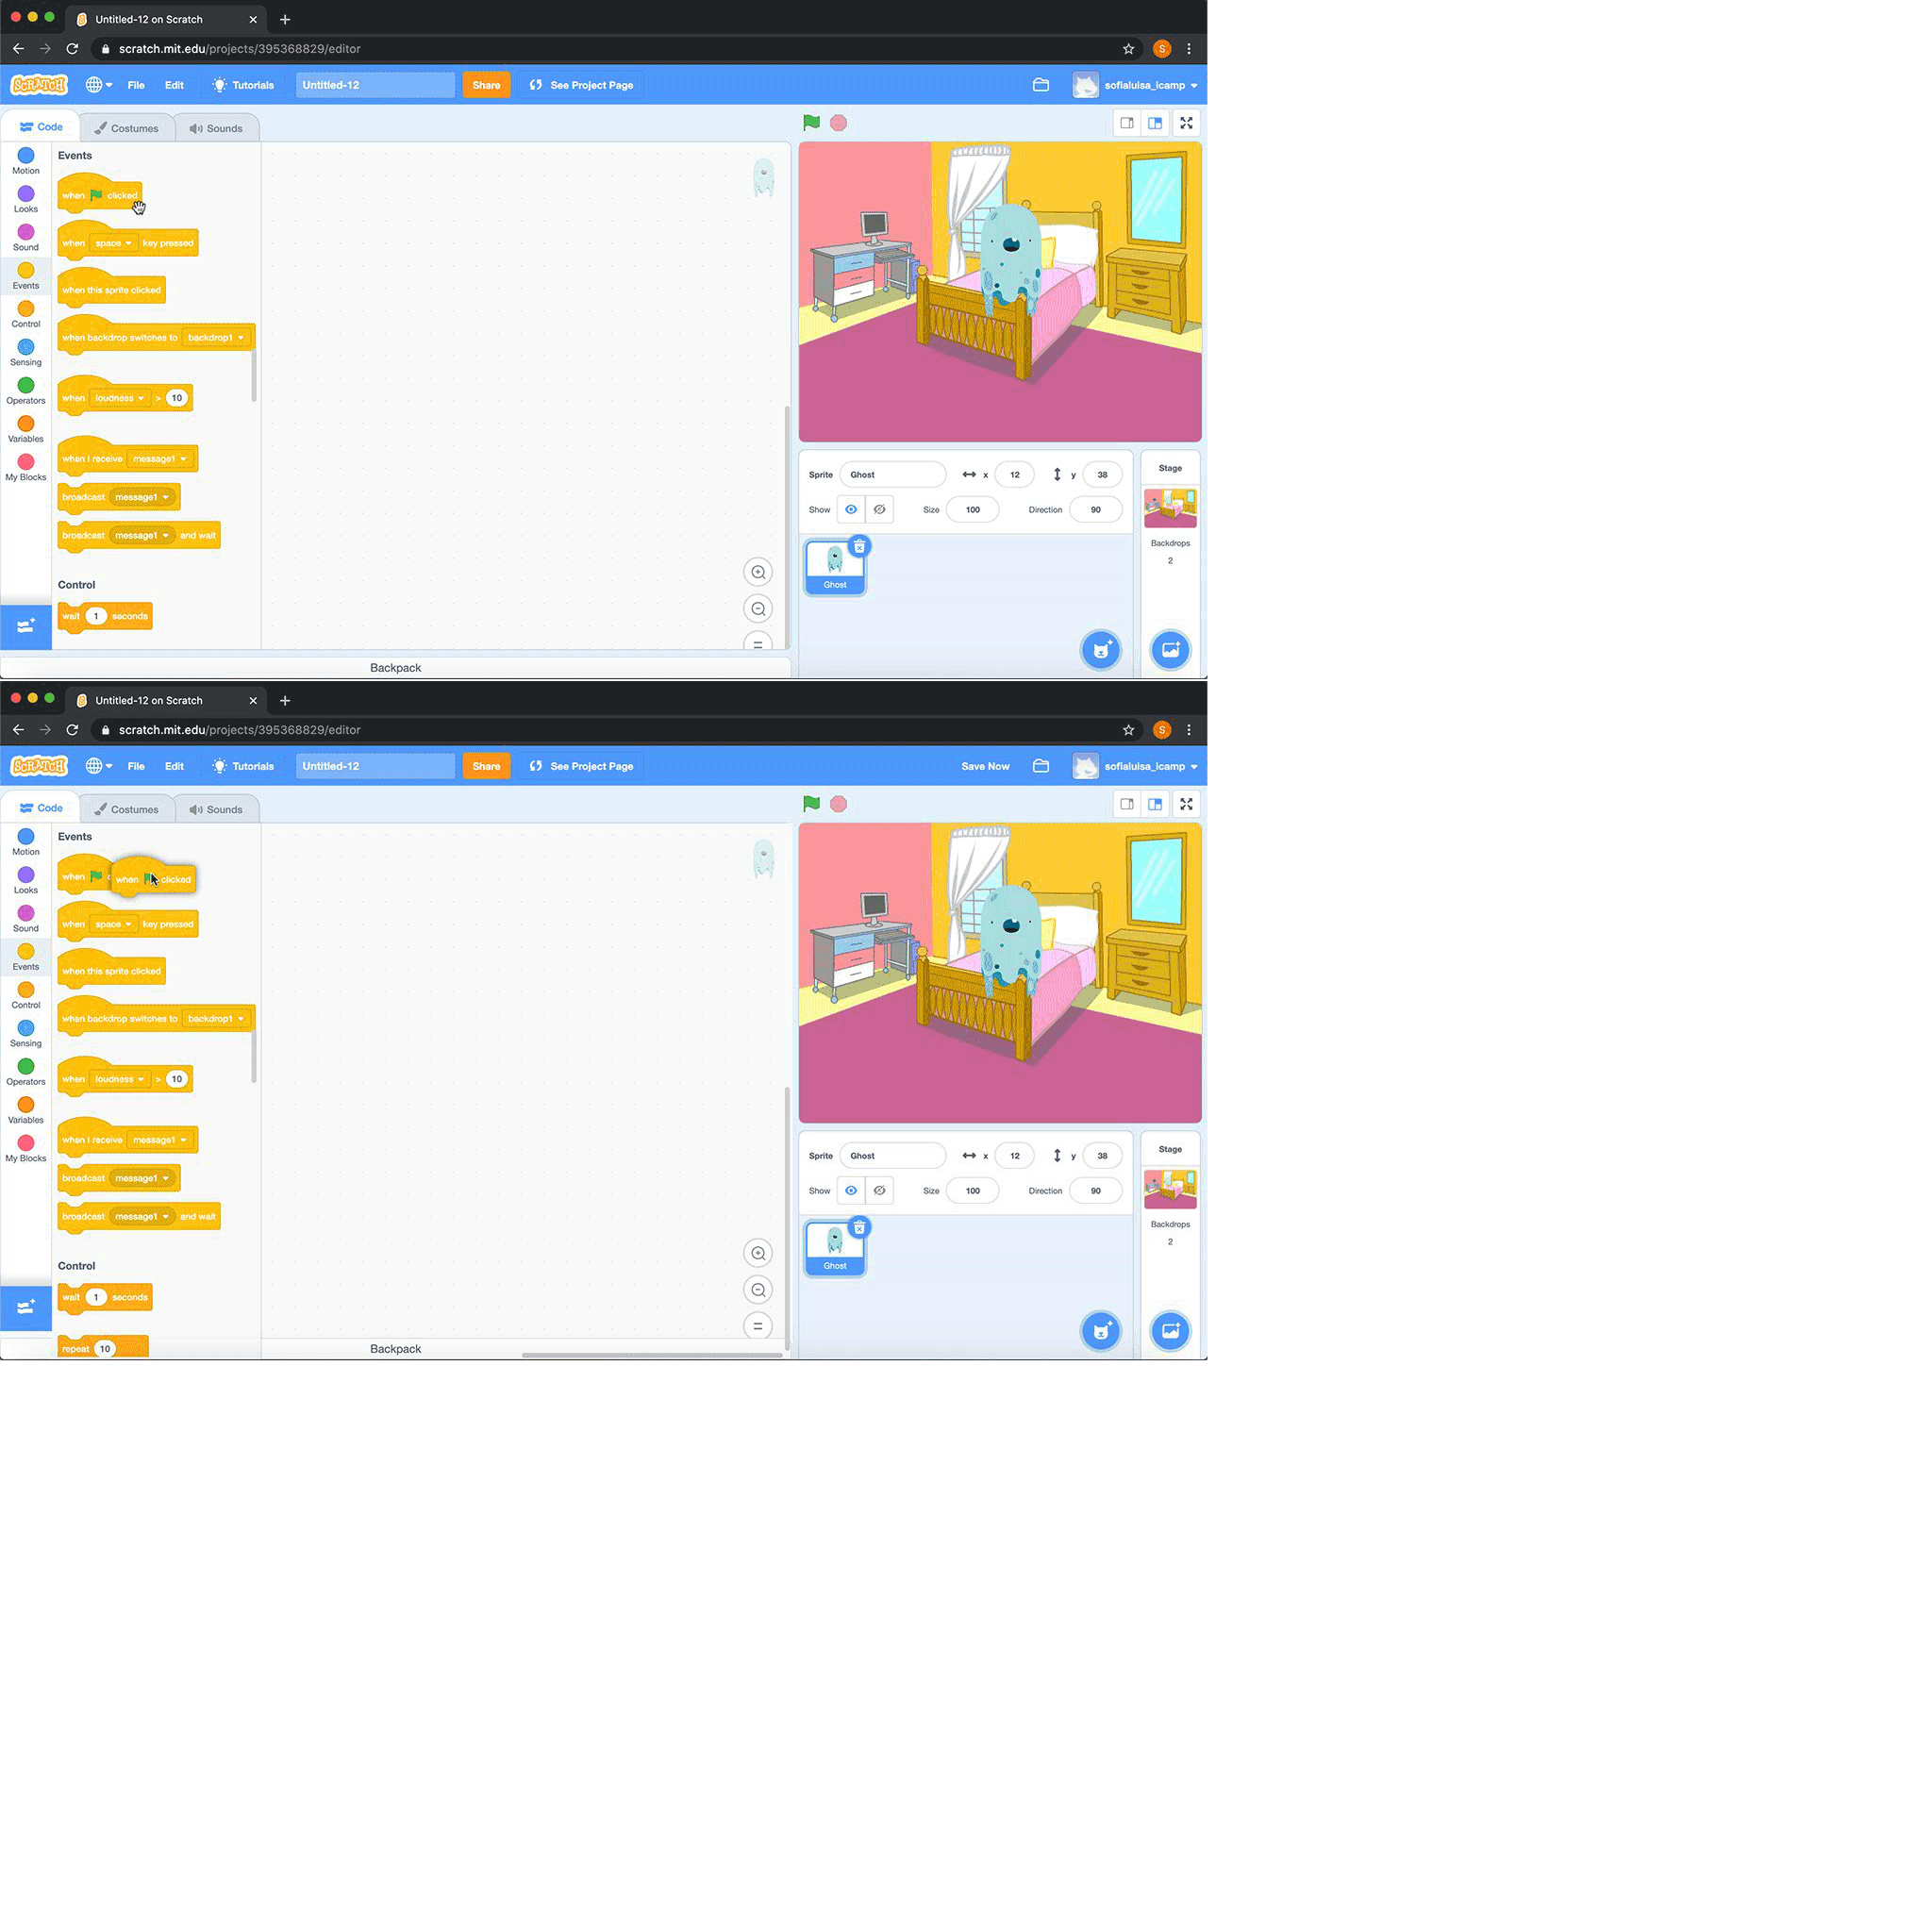 Untitled-12 on Scratch
scratch.mit.edu/projects/395368829/editor
S
SCRATCH File Edit Tutorials Untitled-12 Share See Project Page sofialuisa_icamp
Code Costumes Sounds
Motion
Looks
Sound
Events
Control
Sensing
Operators
Variables
My Blocks
Events
when clicked
when space key pressed
when this sprite clicked
when backdrop switches to backdrop1
when loudness > 10
when I receive message1
broadcast message1
broadcast message1 and wait
Control
wait 1 seconds
Backpack
Sprite Ghost x 12 y 38
Show Size 100 Direction 90
Ghost
Stage
Backdrops
2
Untitled-12 on Scratch
scratch.mit.edu/projects/395368829/editor
S
SCRATCH File Edit Tutorials Untitled-12 Share See Project Page Save Now sofialuisa_icamp
Code Costumes Sounds
Motion
Looks
Sound
Events
Control
Sensing
Operators
Variables
My Blocks
Events
when when clicked
when space key pressed
when this sprite clicked
when backdrop switches to backdrop1
when loudness > 10
when I receive message1
broadcast message1
broadcast message1 and wait
Control
wait 1 seconds
repeat 10
Backpack
Sprite Ghost x 12 y 38
Show Size 100 Direction 90
Ghost
Stage
Backdrops
2